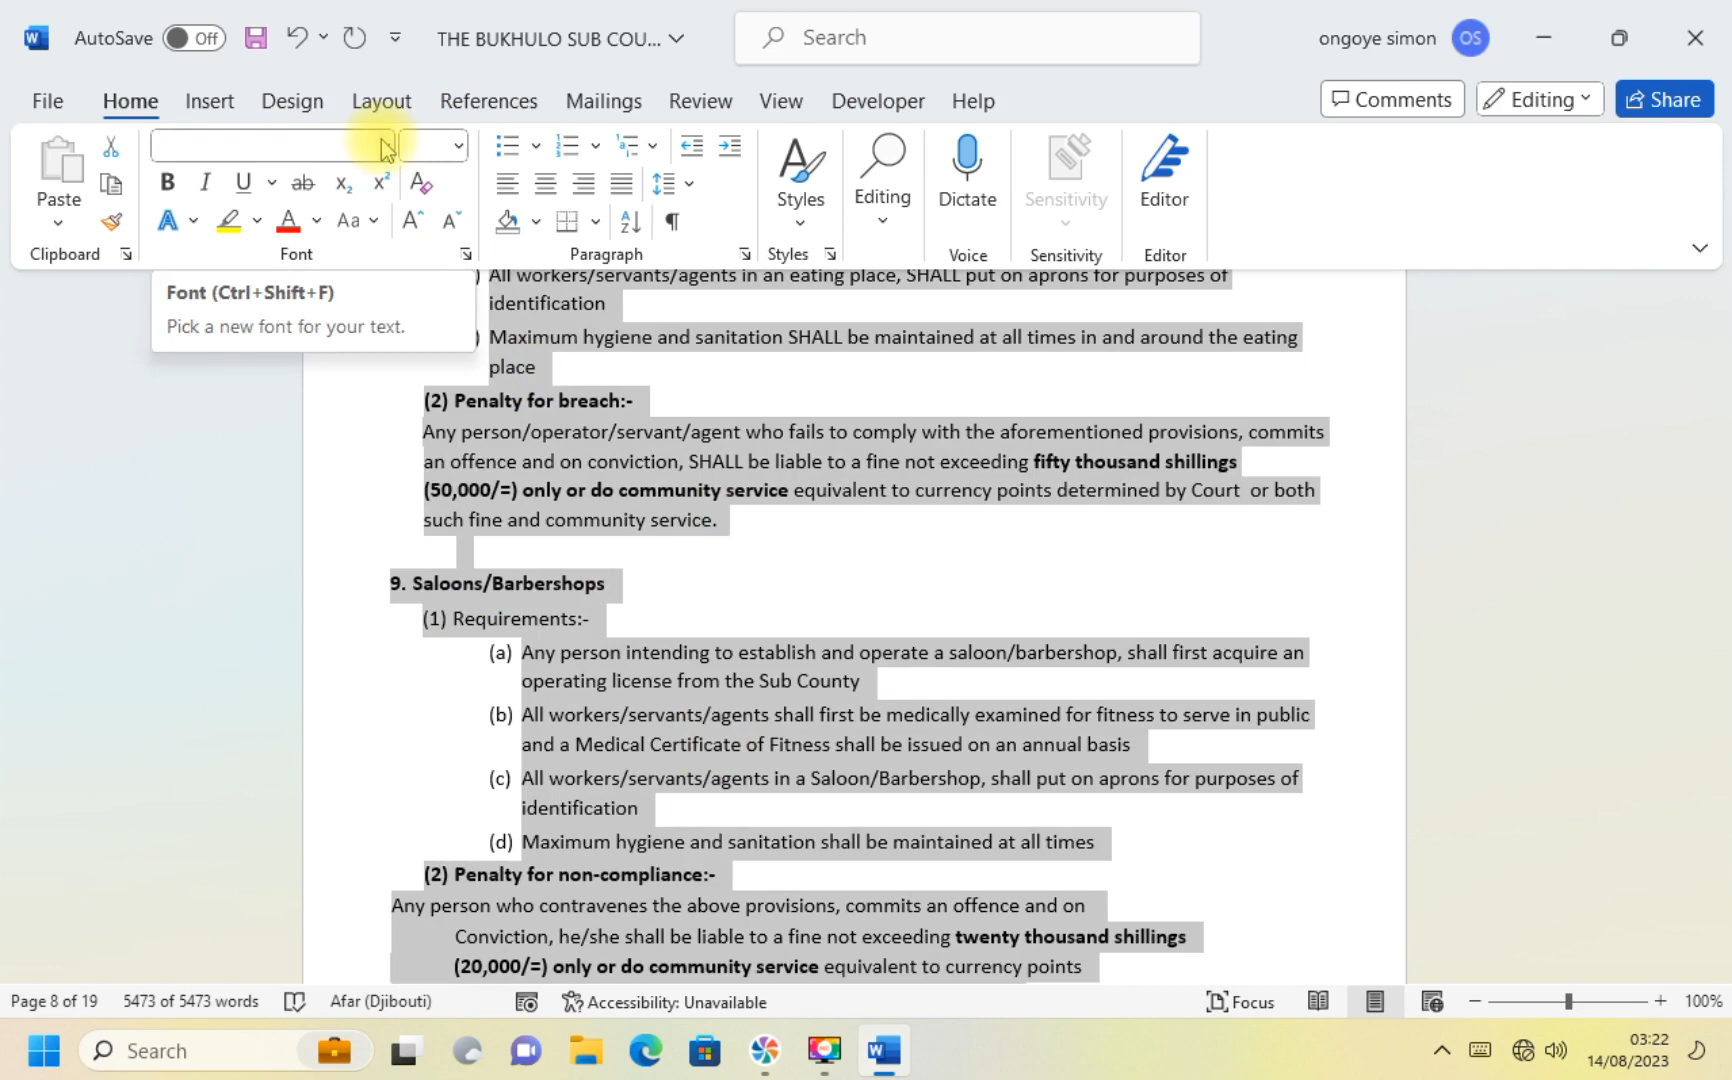 AutoSave Off THE BUKHULO SUB COU... Search ongoye simon OS
File Home Insert Design Layout References Mailings Review View Developer Help Comments Editing Share
Paste Styles Editing Dictate Sensitivity Editor
Clipboard Font Paragraph Styles Voice Sensitivity Editor
Font (Ctrl+Shift+F)
Pick a new font for your text.
) All workers/servants/agents in an eating place, SHALL put on aprons for purposes of
identification
) Maximum hygiene and sanitation SHALL be maintained at all times in and around the eating
place
(2) Penalty for breach:-
Any person/operator/servant/agent who fails to comply with the aforementioned provisions, commits
an offence and on conviction, SHALL be liable to a fine not exceeding fifty thousand shillings
(50,000/=) only or do community service equivalent to currency points determined by Court or both
such fine and community service.
9. Saloons/Barbershops
(1) Requirements:-
(a) Any person intending to establish and operate a saloon/barbershop, shall first acquire an
operating license from the Sub County
(b) All workers/servants/agents shall first be medically examined for fitness to serve in public
and a Medical Certificate of Fitness shall be issued on an annual basis
(c) All workers/servants/agents in a Saloon/Barbershop, shall put on aprons for purposes of
identification
(d) Maximum hygiene and sanitation shall be maintained at all times
(2) Penalty for non-compliance:-
Any person who contravenes the above provisions, commits an offence and on
Conviction, he/she shall be liable to a fine not exceeding twenty thousand shillings
(20,000/=) only or do community service equivalent to currency points
Page 8 of 19 5473 of 5473 words Afar (Djibouti) Accessibility: Unavailable Focus 100%
Search 03:22
14/08/2023